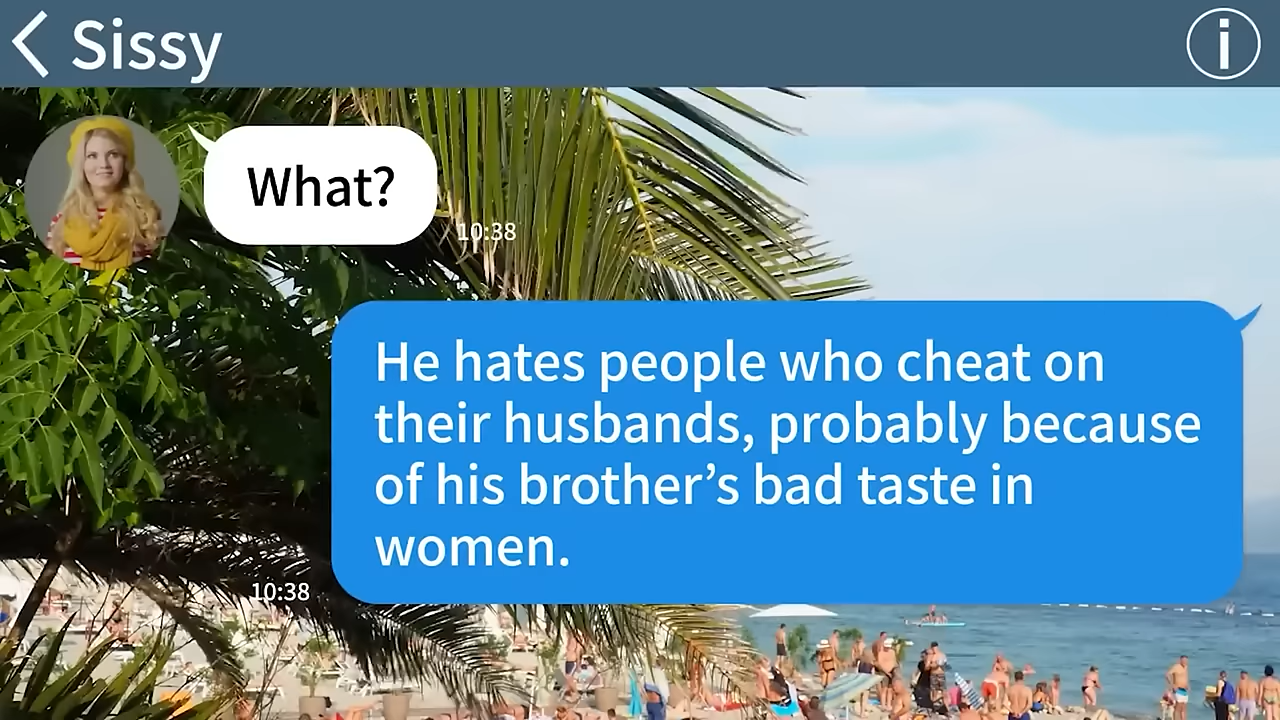 Sissy
What?
10:38
He hates people who cheat on
their husbands, probably because
of his brother’s bad taste in
women.
10:38